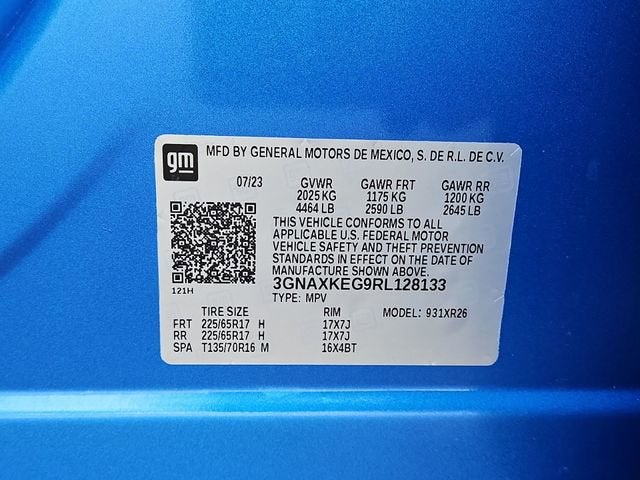 gm MFD BY GENERAL MOTORS DE MEXICO, S. DE R.L. DE C.V.
07/23 GVWR GAWR FRT GAWR RR
2025 KG 1175 KG 1200 KG
4464 LB 2590 LB 2645 LB
THIS VEHICLE CONFORMS TO ALL
APPLICABLE U.S. FEDERAL MOTOR
VEHICLE SAFETY AND THEFT PREVENTION
STANDARDS IN EFFECT ON THE DATE OF
MANUFACTURE SHOWN ABOVE.
3GNAXKEG9RL128133
121H
TYPE: MPV
TIRE SIZE RIM MODEL: 931XR26
FRT 225/65R17 H 17X7J
RR 225/65R17 H 17X7J
SPA T135/70R16 M 16X4BT